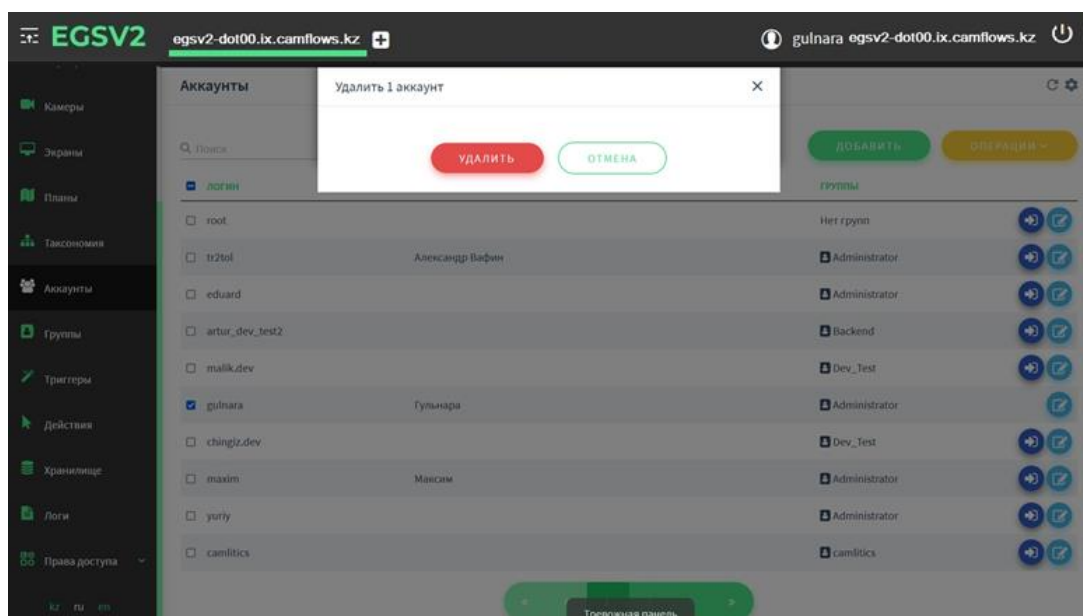 EGSV2
egsv2-dot00.ix.camflows.kz
gulnara egsv2-dot00.ix.camflows.kz
Камеры
Экраны
Планы
Таксономия
Аккаунты
Группы
Триггеры
Действия
Хранилище
Логи
Права доступа
kz ru en
Аккаунты
Удалить 1 аккаунт
УДАЛИТЬ
ОТМЕНА
Поиск
ДОБАВИТЬ
ОПЕРАЦИИ
ЛОГИН ГРУППЫ
root Нет групп
tr2tol Александр Вафин Administrator
eduard Administrator
artur_dev_test2 Backend
malik.dev Dev_Test
gulnara Гульнара Administrator
chingiz.dev Dev_Test
maxim Максим Administrator
yuriy Administrator
camlitics camlitics
« »
Тревожная панель